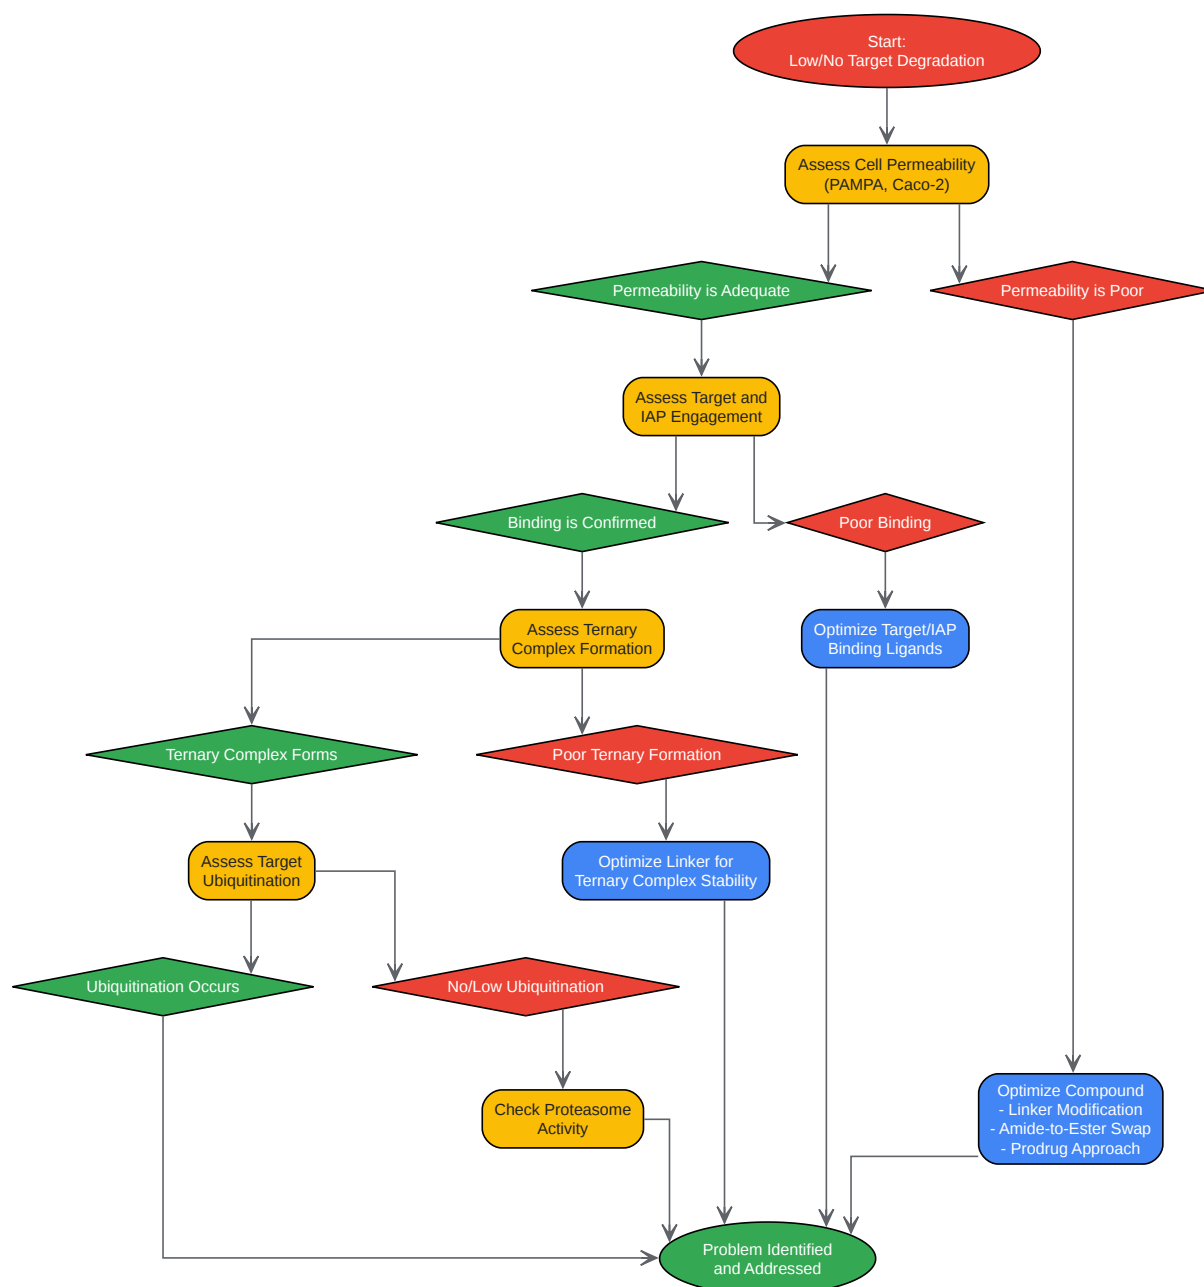 Start:
Low/No Target Degradation
Assess Cell Permeability
(PAMPA, Caco-2)
Permeability is Adequate
Permeability is Poor
Assess Target and
IAP Engagement
Binding is Confirmed
Poor Binding
Assess Ternary
Complex Formation
Optimize Target/IAP
Binding Ligands
Ternary Complex Forms
Poor Ternary Formation
Assess Target
Ubiquitination
Optimize Linker for
Ternary Complex Stability
Ubiquitination Occurs
No/Low Ubiquitination
Check Proteasome
Activity
Optimize Compound
- Linker Modification
- Amide-to-Ester Swap
- Prodrug Approach
Problem Identified
and Addressed